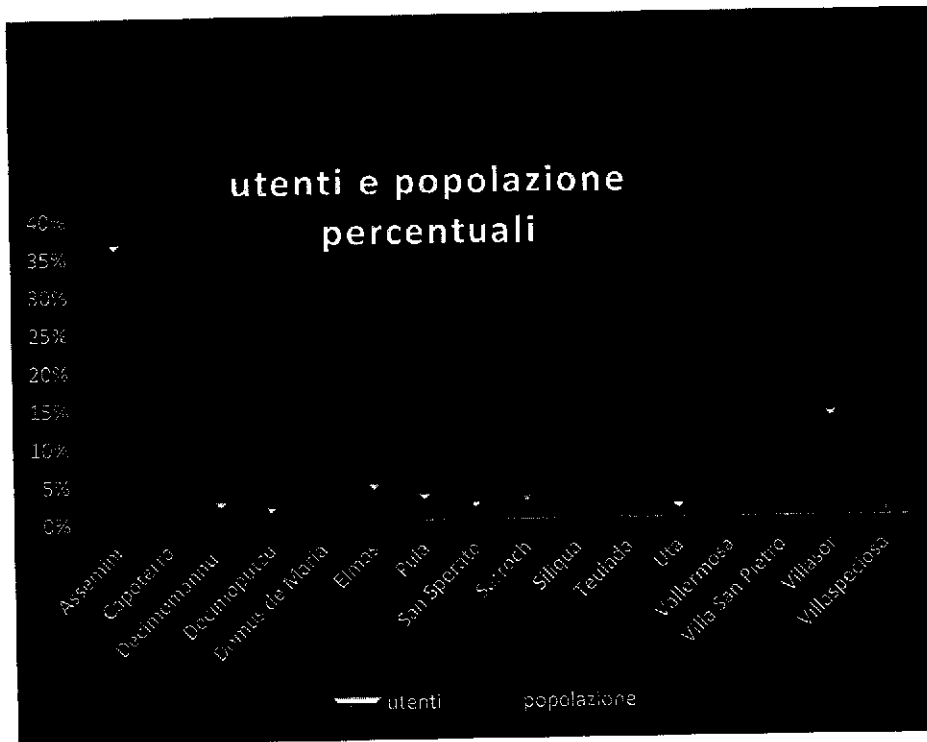 utenti e popolazione
percentuali
40%
35%
30%
25%
20%
15%
10%
5%
0%
Assemini
Capoterra
Decimomannu
Decimoputzu
Domus de Maria
Elmas
Pula
San Sperate
Sarroch
Siliqua
Teulada
Uta
Vallermosa
Villa San Pietro
Villasor
Villaspeciosa
utenti popolazione